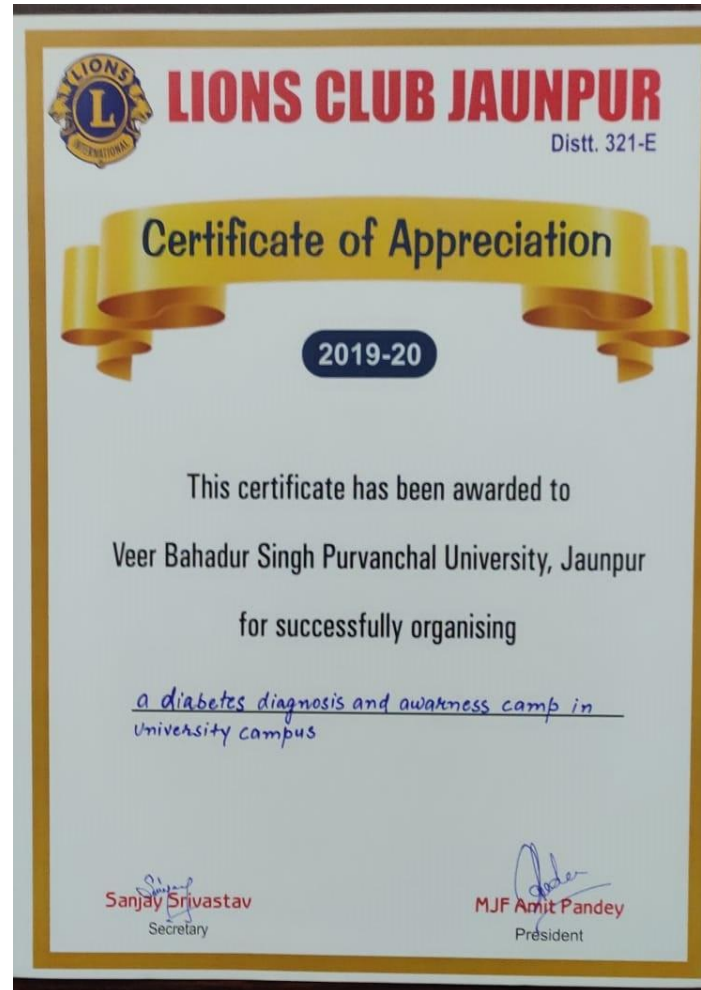 LIONS
L
INTERNATIONAL
LIONS CLUB JAUNPUR
Distt. 321-E
Certificate of Appreciation
2019-20
This certificate has been awarded to
Veer Bahadur Singh Purvanchal University, Jaunpur
for successfully organising
a diabetes diagnosis and awarness camp in
University campus
Sanjay Srivastav
Secretary
MJF Amit Pandey
President